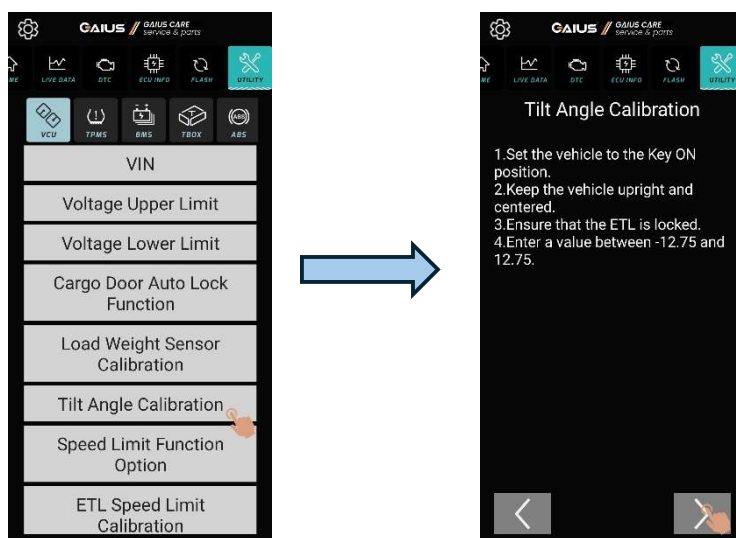 GAIUS // GAIUS CARE
service & parts
LIVE DATA DTC ECU INFO FLASH UTILITY
VCU TPMS BMS TBOX ABS
VIN
Voltage Upper Limit
Voltage Lower Limit
Cargo Door Auto Lock
Function
Load Weight Sensor
Calibration
Tilt Angle Calibration
Speed Limit Function
Option
ETL Speed Limit
Calibration
GAIUS // GAIUS CARE
service & parts
LIVE DATA DTC ECU INFO FLASH UTILITY
Tilt Angle Calibration
1.Set the vehicle to the Key ON
position.
2.Keep the vehicle upright and
centered.
3.Ensure that the ETL is locked.
4.Enter a value between -12.75 and
12.75.